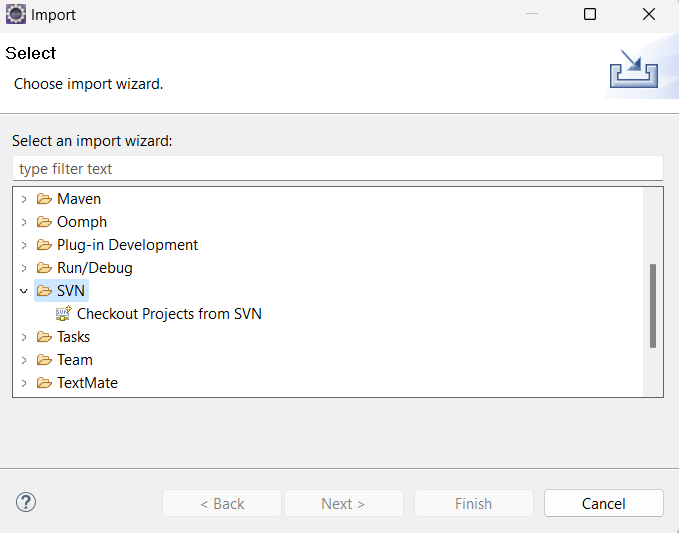 Import
Select
Choose import wizard.
Select an import wizard:
type filter text
Maven
Oomph
Plug-in Development
Run/Debug
SVN
Checkout Projects from SVN
Tasks
Team
TextMate
?
< Back
Next >
Finish
Cancel